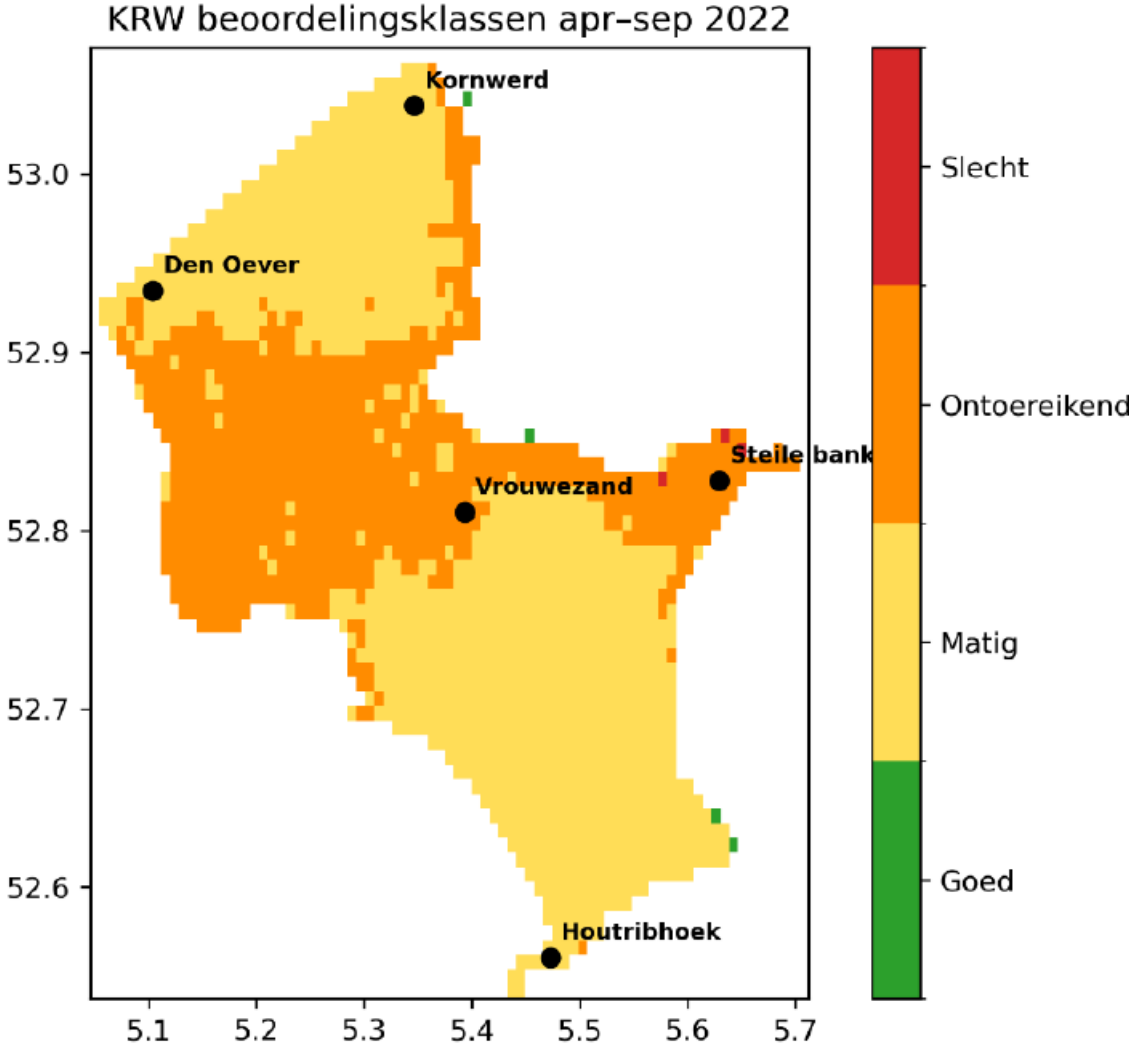 KRW beoordelingsklassen apr–sep 2022
Kornwerd
Slecht
53.0
Den Oever
52.9
Ontoereikend
Steile bank
Vrouwezand
52.8
Matig
52.7
52.6
Goed
Houtribhoek
5.1 5.2 5.3 5.4 5.5 5.6 5.7